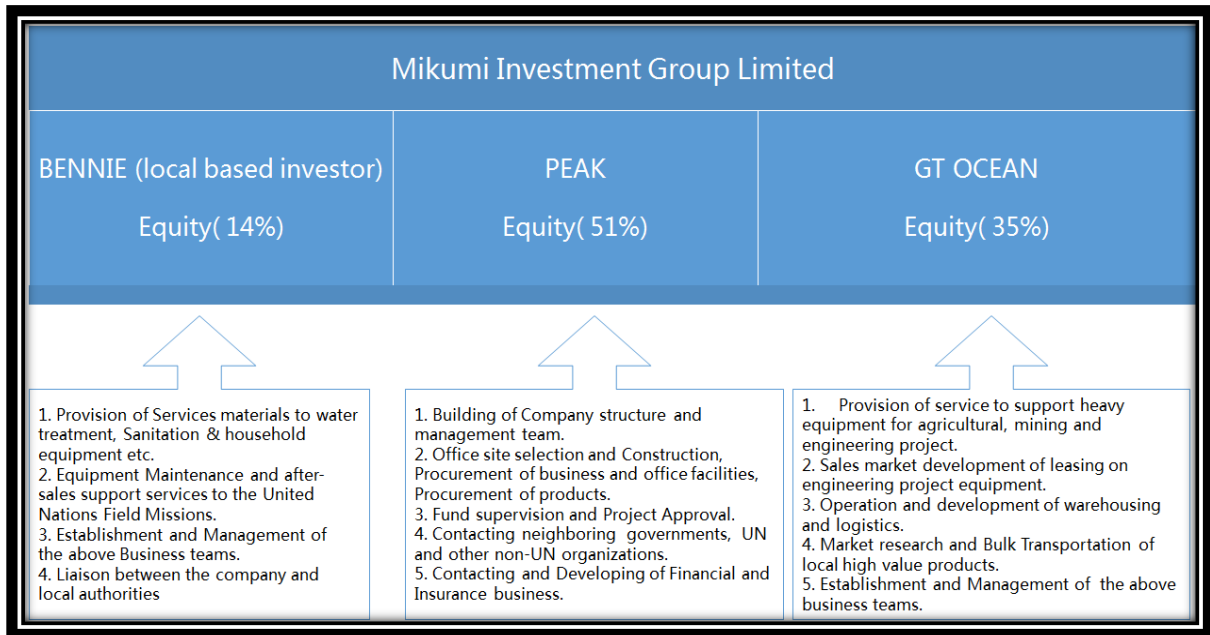 Mikumi Investment Group Limited
BENNIE (local based investor)
Equity( 14%)
PEAK
Equity( 51%)
GT OCEAN
Equity( 35%)
1. Provision of Services materials to water
treatment, Sanitation & household
equipment etc.
2. Equipment Maintenance and after-
sales support services to the United
Nations Field Missions.
3. Establishment and Management of
the above Business teams.
4. Liaison between the company and
local authorities
1. Building of Company structure and
management team.
2. Office site selection and Construction,
Procurement of business and office facilities,
Procurement of products.
3. Fund supervision and Project Approval.
4. Contacting neighboring governments, UN
and other non-UN organizations.
5. Contacting and Developing of Financial and
Insurance business.
1. Provision of service to support heavy
equipment for agricultural, mining and
engineering project.
2. Sales market development of leasing on
engineering project equipment.
3. Operation and development of warehousing
and logistics.
4. Market research and Bulk Transportation of
local high value products.
5. Establishment and Management of the above
business teams.